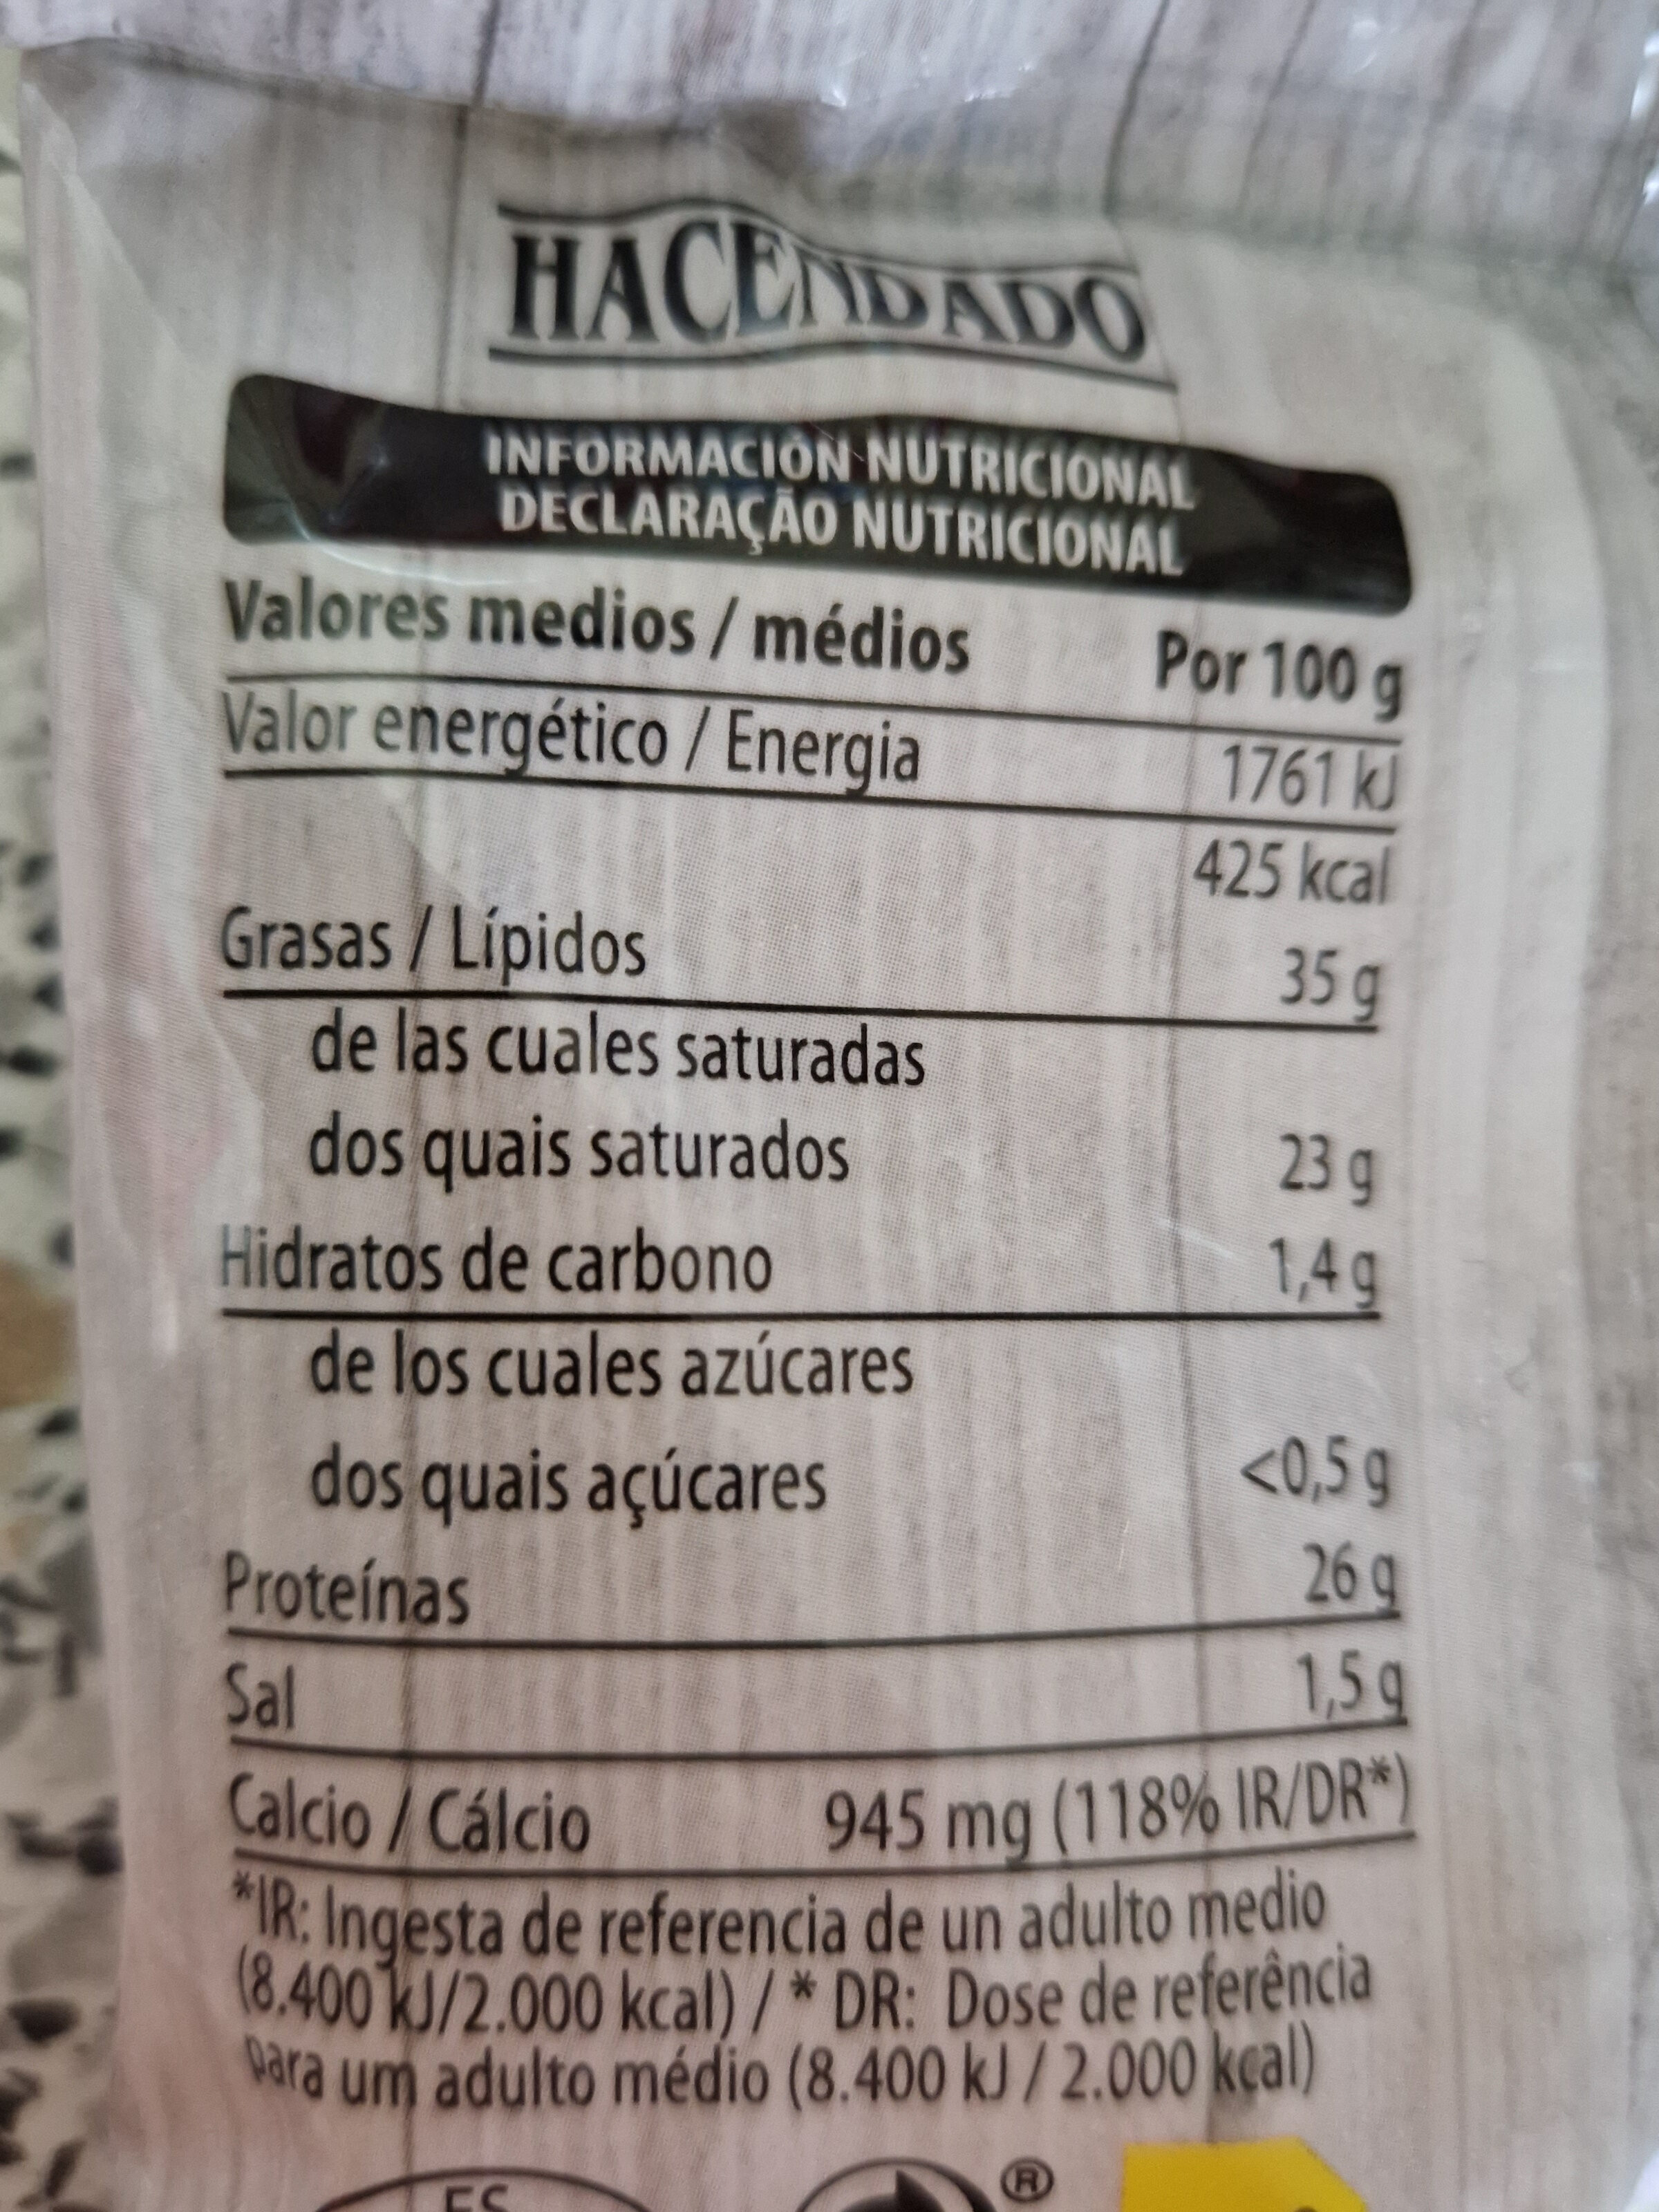 HACENDADO
INFORMACIÓN NUTRICIONAL
DECLARAÇÃO NUTRICIONAL
Valores medios / médios Por 100 g
Valor energético / Energia 1761 kJ
425 kcal
Grasas / Lípidos 35 g
de las cuales saturadas
dos quais saturados 23 g
Hidratos de carbono 1,4 g
de los cuales azúcares
dos quais açúcares <0,5 g
Proteínas 26 g
Sal 1,5 g
Calcio / Cálcio 945 mg (118% IR/DR*)
*IR: Ingesta de referencia de un adulto medio
(8.400 kJ/2.000 kcal) / * DR: Dose de referência
para um adulto médio (8.400 kJ / 2.000 kcal)
ES ®